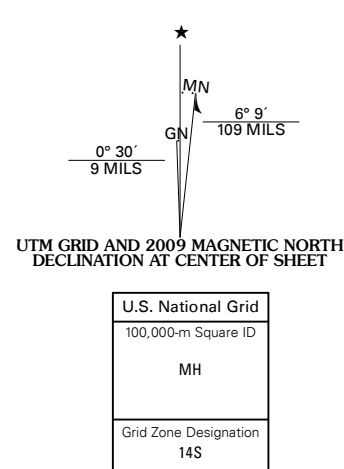 ★
MN
6° 9´
109 MILS
GN
0° 30´
9 MILS
UTM GRID AND 2009 MAGNETIC NORTH
DECLINATION AT CENTER OF SHEET
U.S. National Grid
100,000-m Square ID
MH
Grid Zone Designation
14S